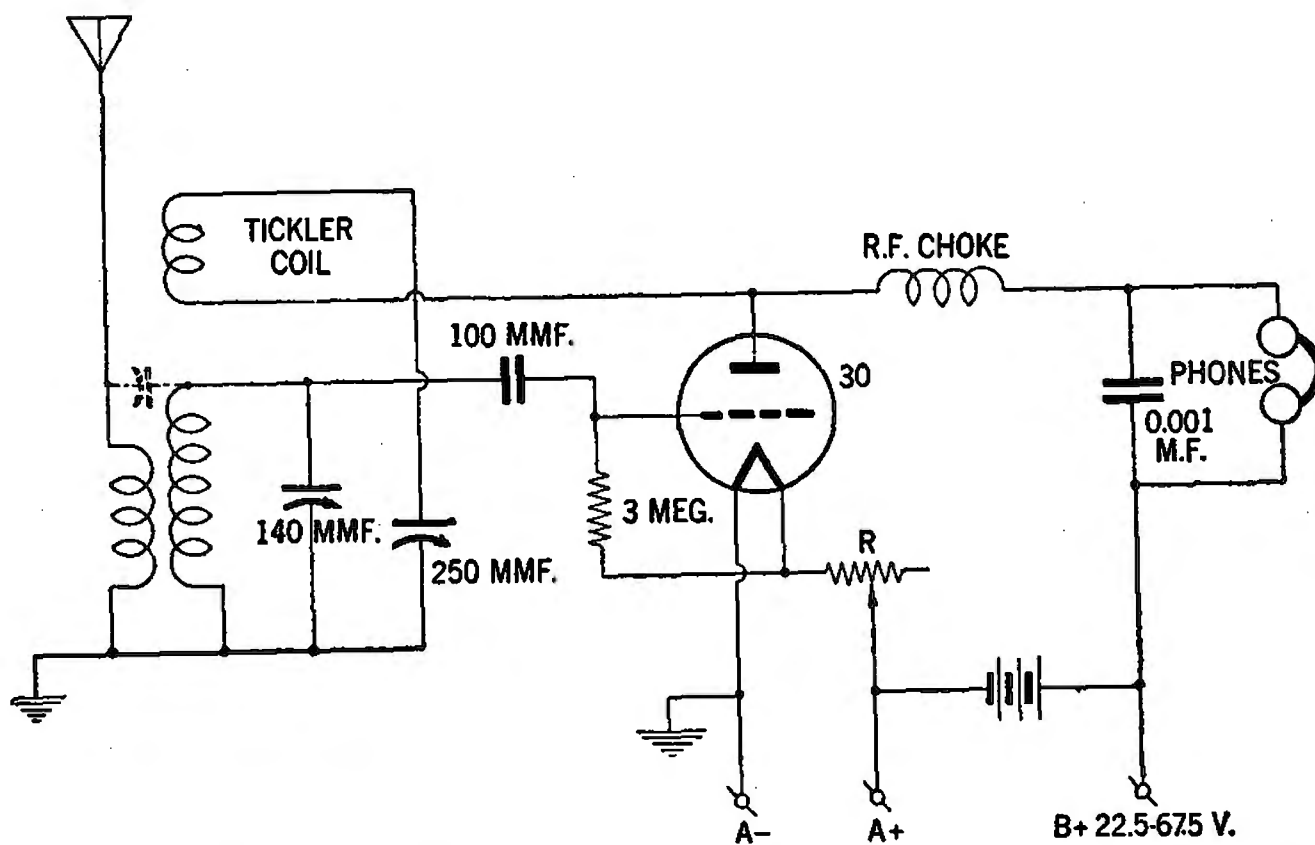 TICKLER
COIL
R.F. CHOKE
100 MMF.
30
PHONES
0.001
M.F.
3 MEG.
140 MMF.
250 MMF.
R
A-
A+
B+ 22.5-67.5 V.